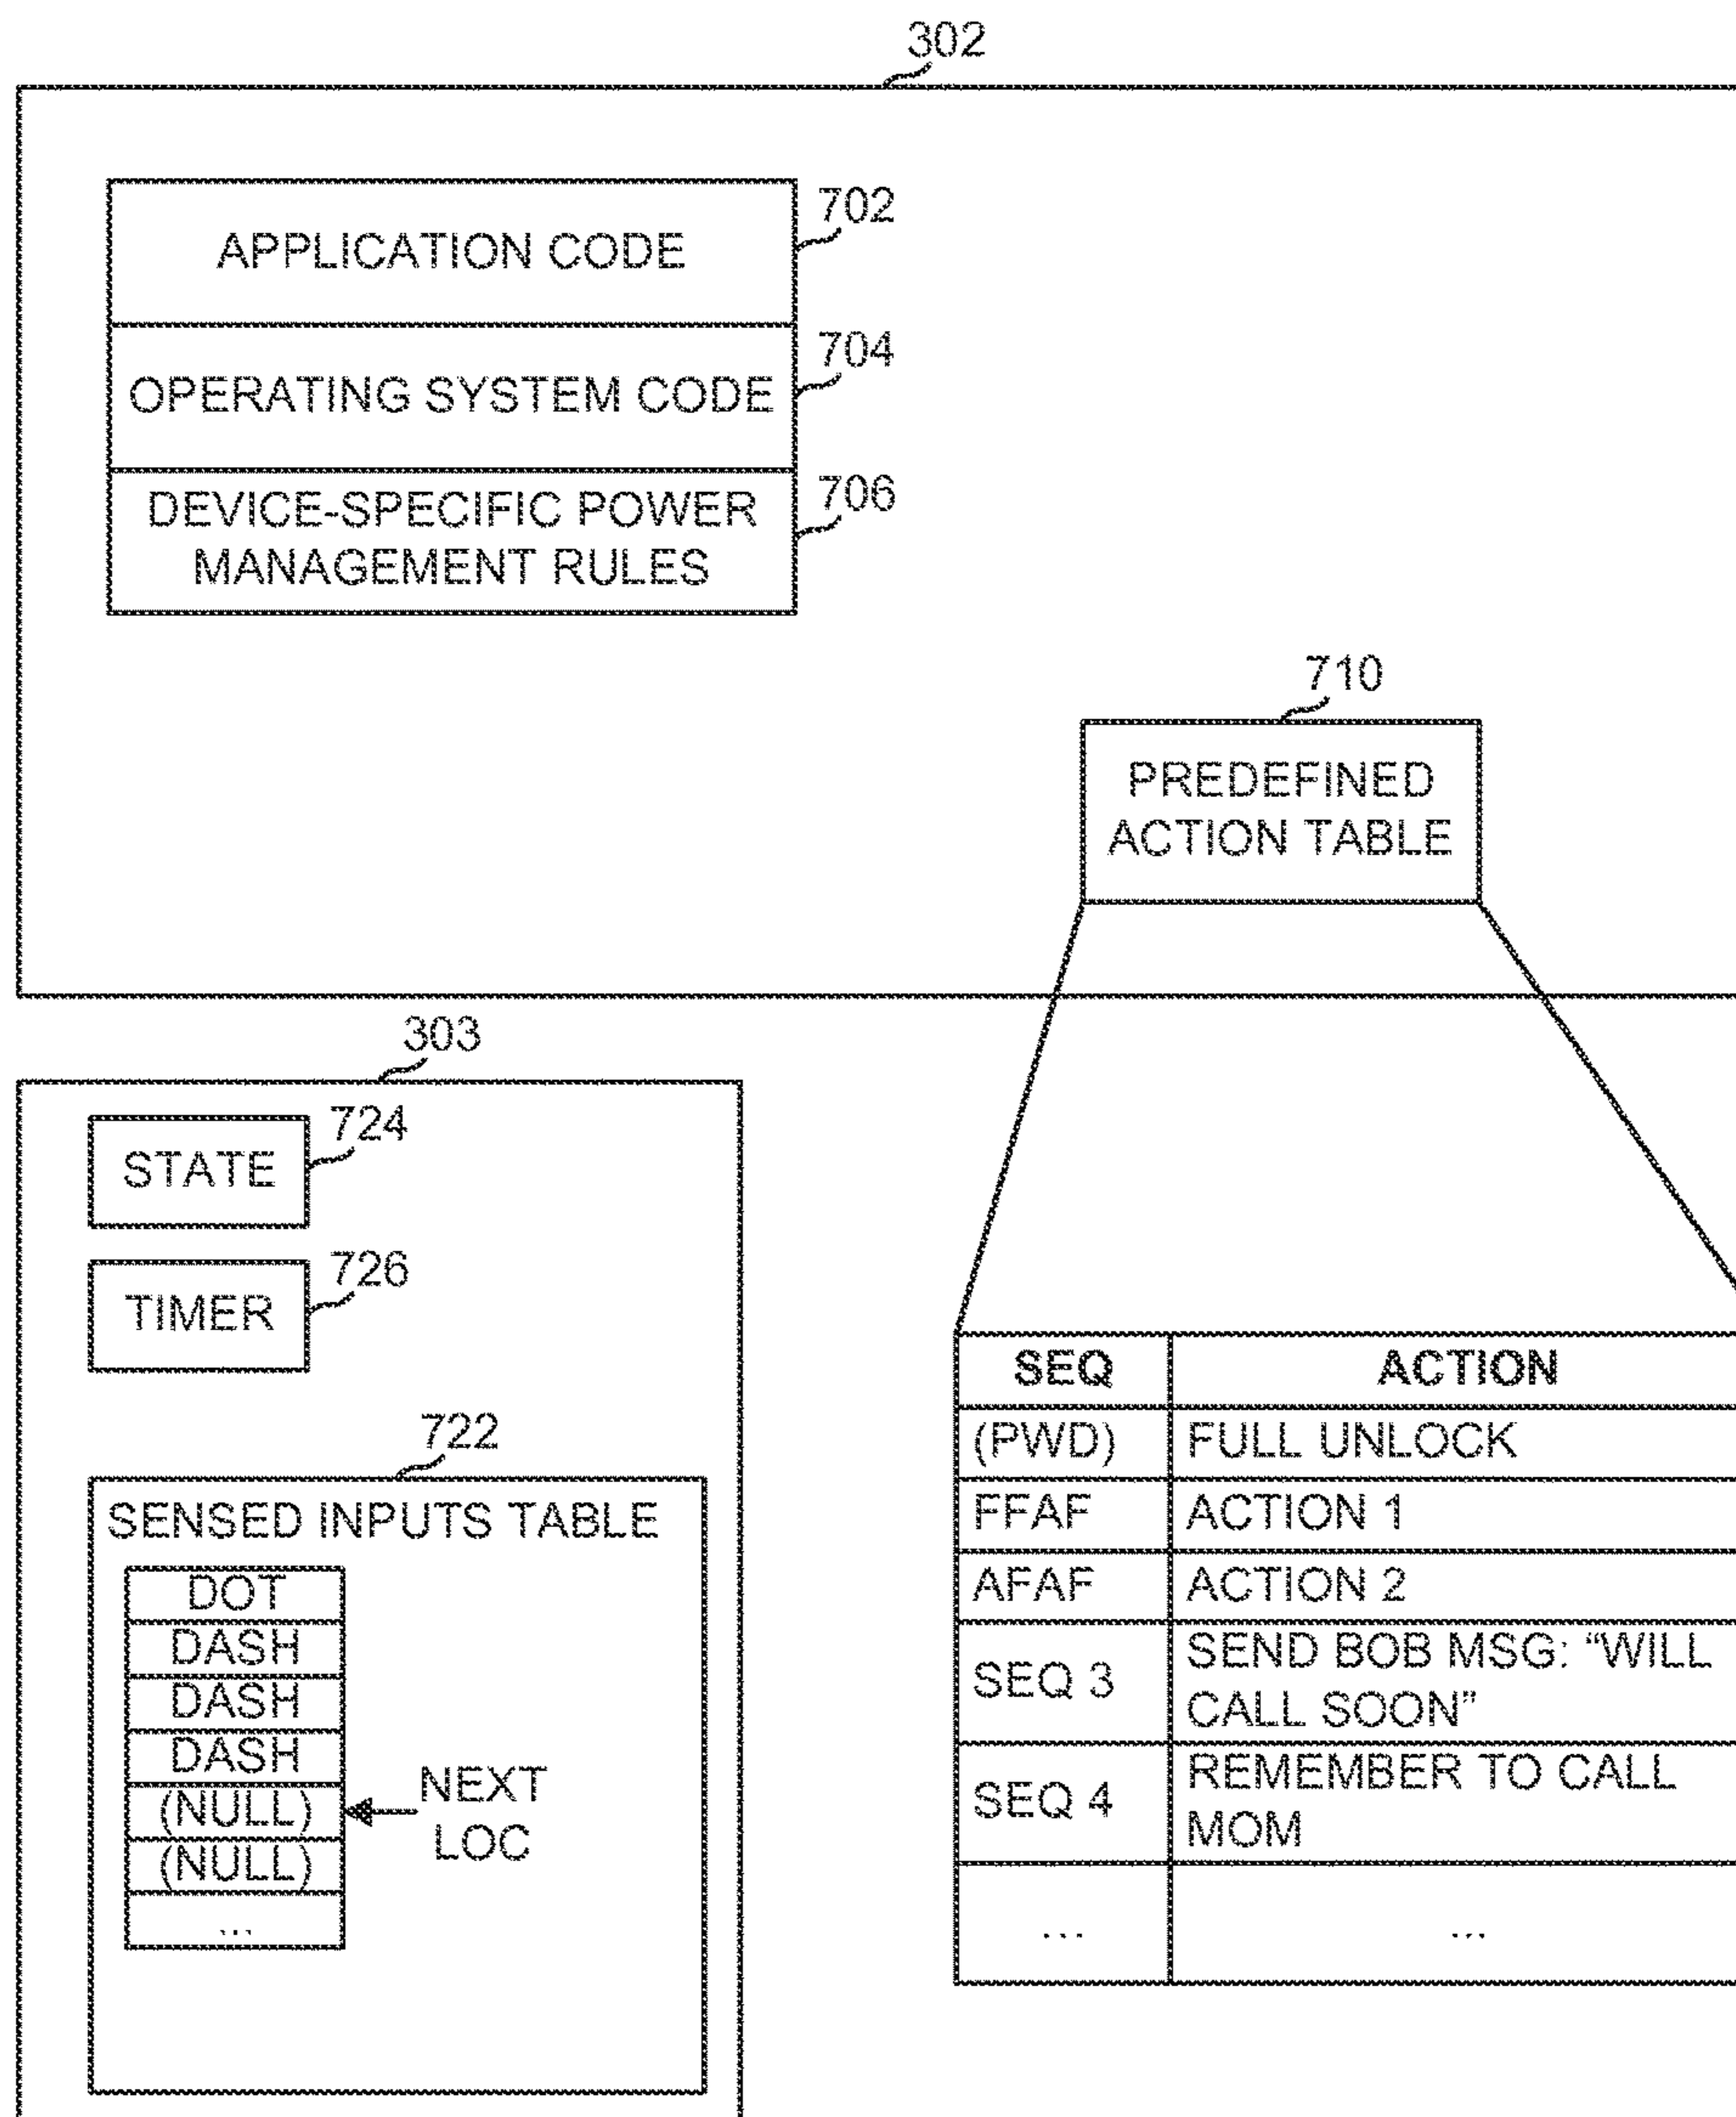 302
702
APPLICATION CODE
704
OPERATING SYSTEM CODE
706
DEVICE-SPECIFIC POWER
MANAGEMENT RULES
710
PREDEFINED
ACTION TABLE
303
724
STATE
726
TIMER
722
SENSED INPUTS TABLE
DOT
DASH
DASH
DASH
(NULL)
NEXT
LOC
(NULL)
...
SEQ ACTION
(PWD) FULL UNLOCK
FFAF ACTION 1
AFAF ACTION 2
SEQ 3 SEND BOB MSG: “WILL
CALL SOON”
SEQ 4 REMEMBER TO CALL
MOM
... ...